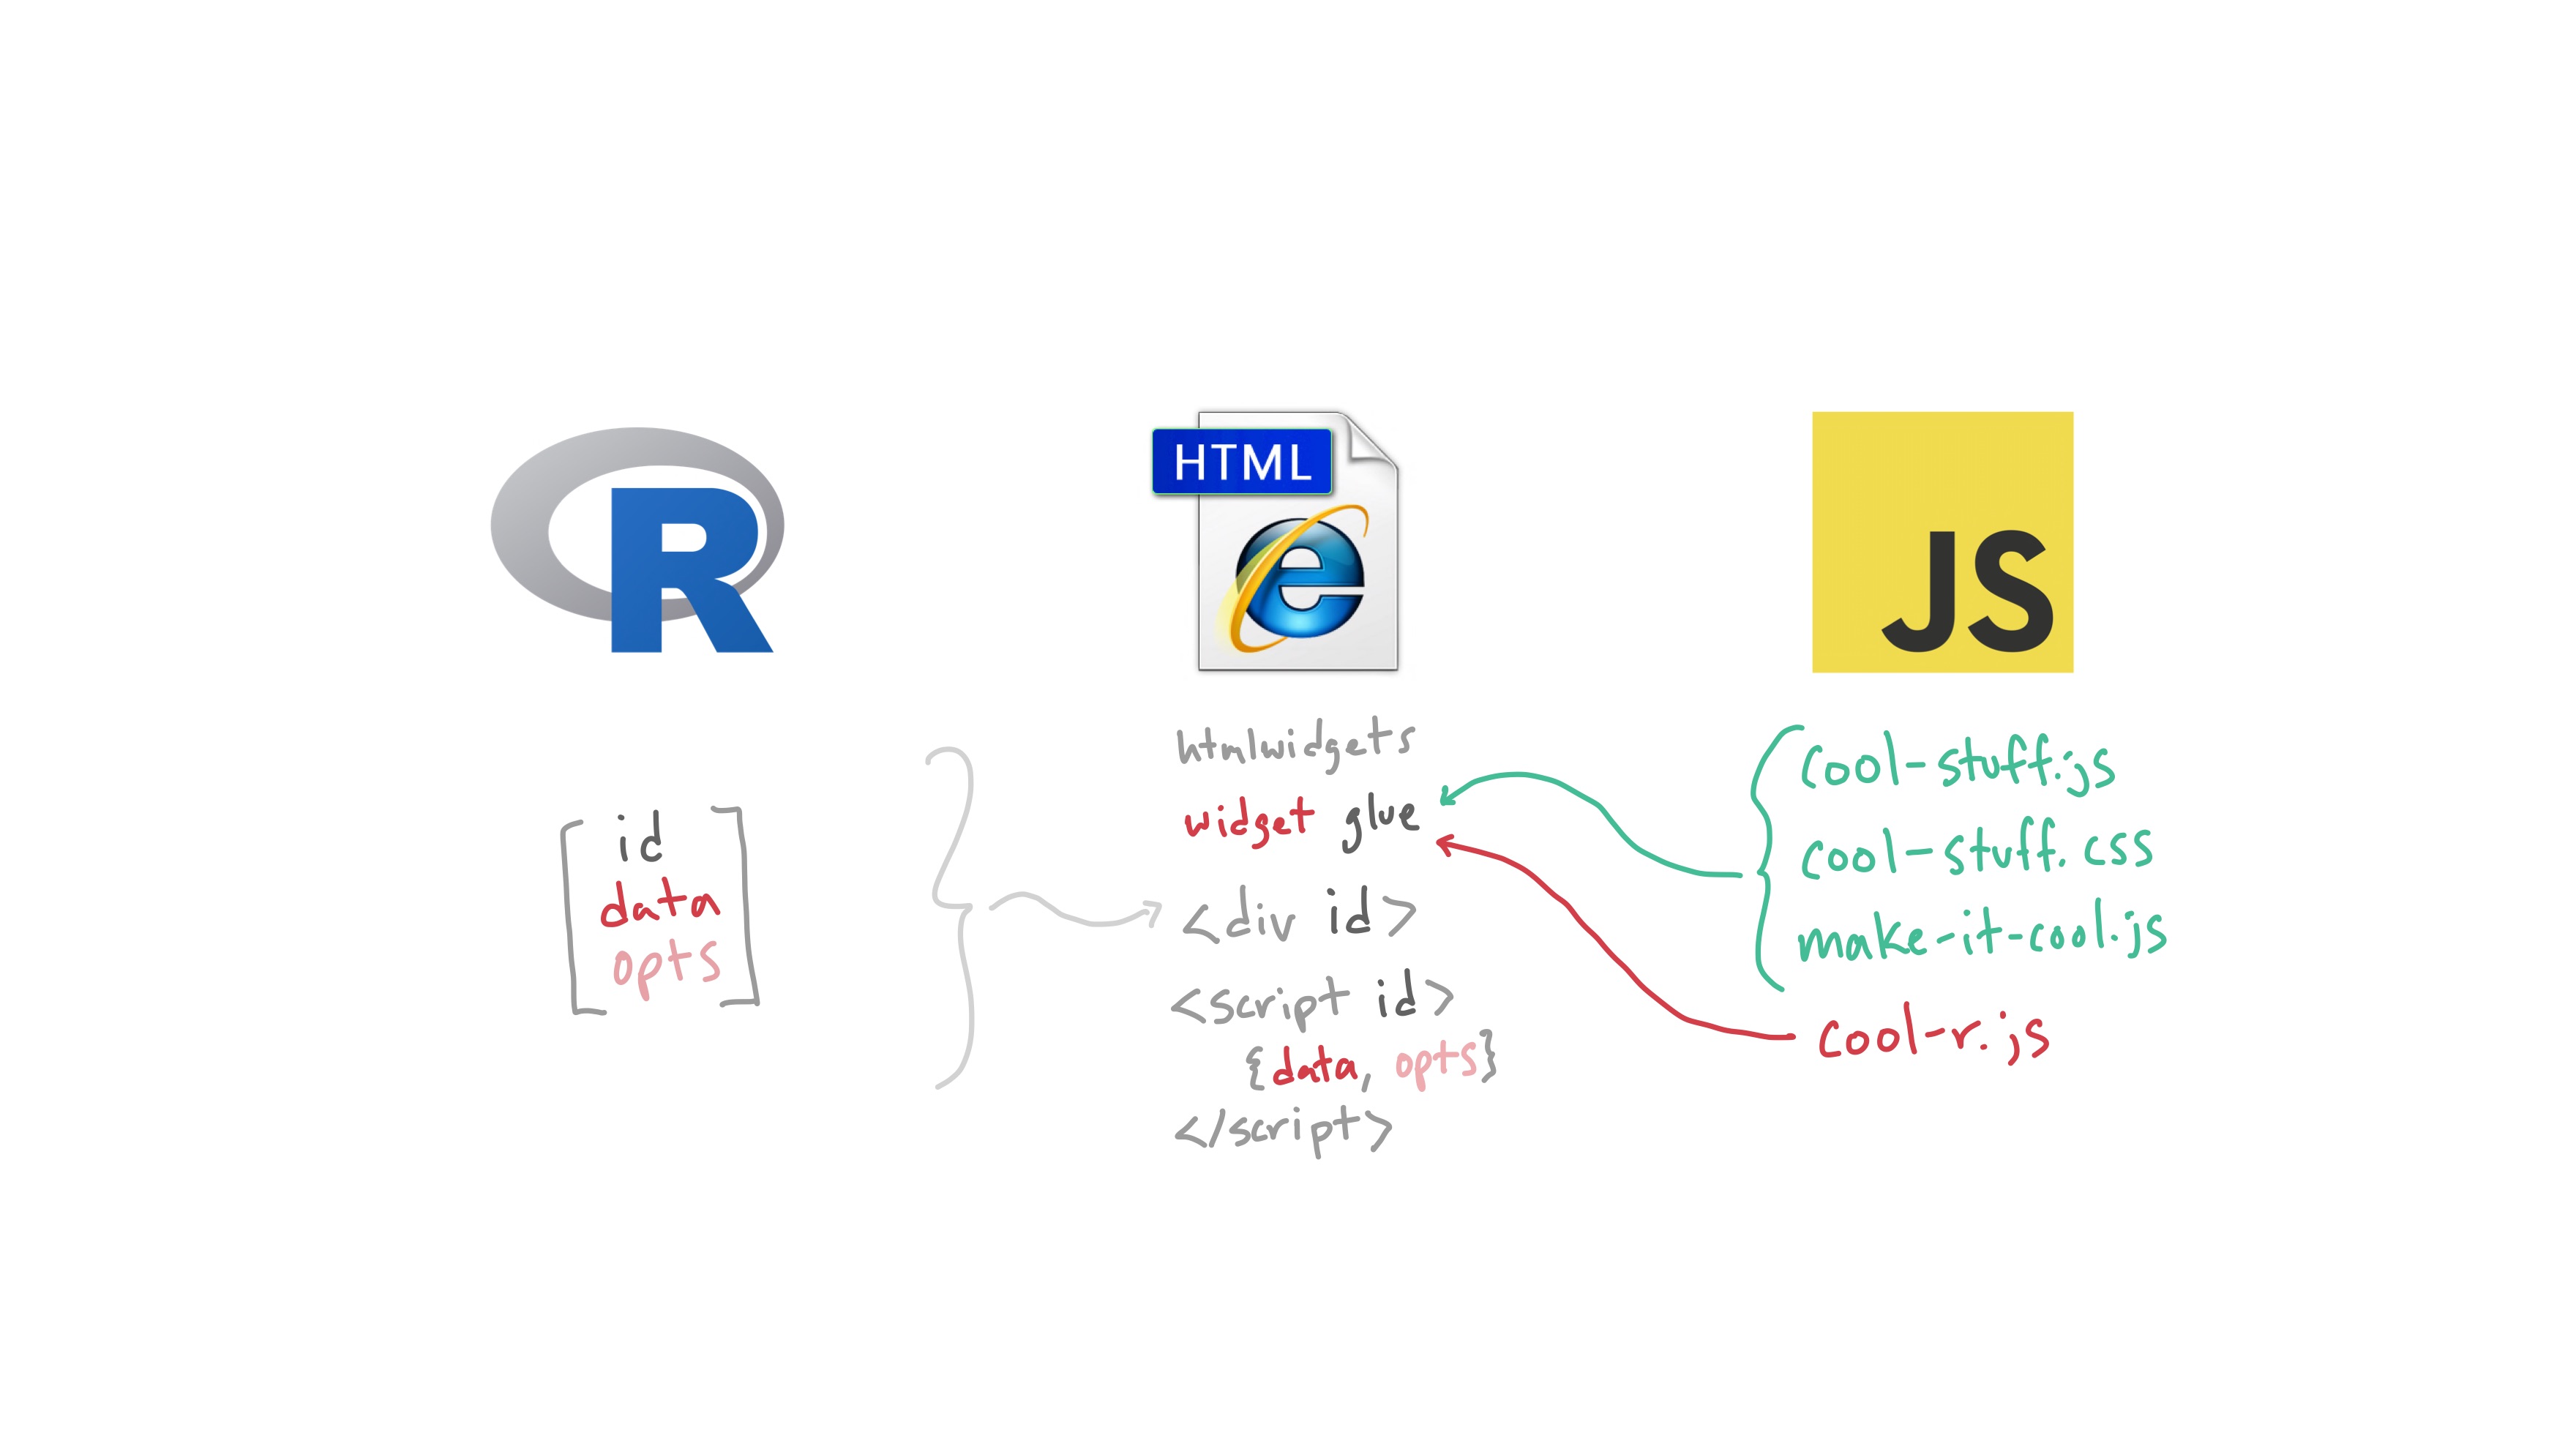 R
HTML
e
JS
id
data
opts
htmlwidgets
widget glue
<div id>
<script id>
{data, opts}
</script>
cool-stuff.js
cool-stuff.css
make-it-cool.js
cool-r.js